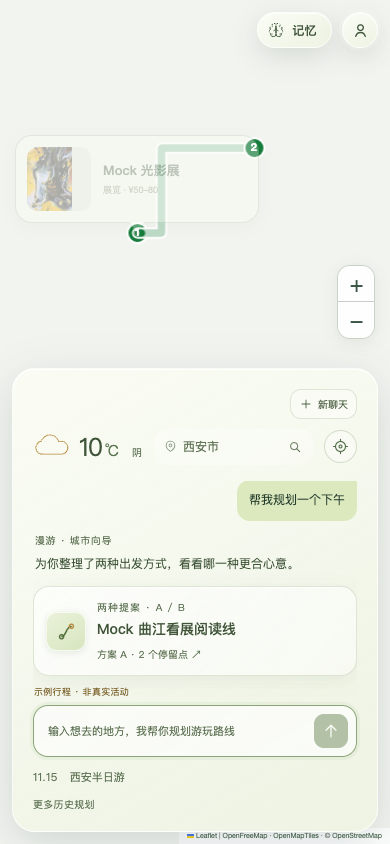 记忆
Mock 光影展
展览 · ¥50–80
2
1
+
−
+ 新聊天
10℃ 阴 西安市
帮我规划一个下午
漫游 · 城市向导
为你整理了两种出发方式，看看哪一种更合心意。
两种提案 · A / B
Mock 曲江看展阅读线
方案 A · 2 个停留点 ↗
示例行程 · 非真实活动
输入想去的地方，我帮你规划游玩路线
11.15 西安半日游
更多历史规划
Leaflet | OpenFreeMap · OpenMapTiles · © OpenStreetMap